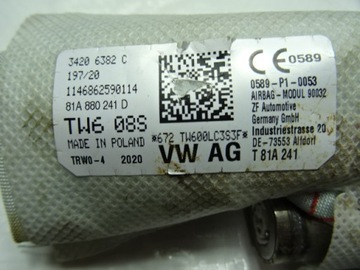 3420 6382 C
197/20
1146862590114
81A 880 241 D
TW6 08S
MADE IN POLAND
TRW0-4 2020
*672 TW600LC3S3F*
VW AG
CE 0589
0589-P1-0053
AIRBAG-MODUL 90032
ZF Automotive
Germany GmbH
Industriestrasse 20
DE-73553 Alfdorf
T 81A 241